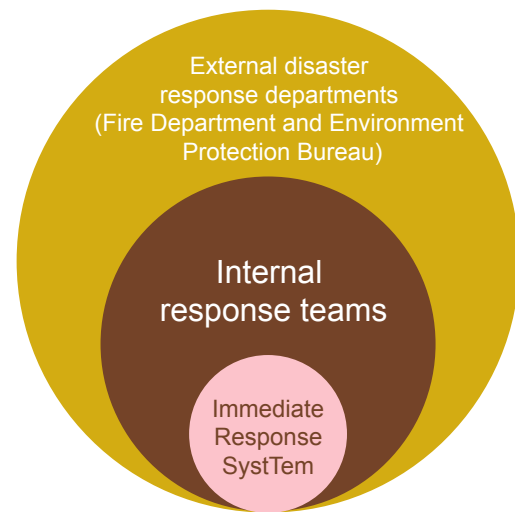 External disaster
response departments
(Fire Department and Environment
Protection Bureau)
Internal
response teams
Immediate
Response
SystTem